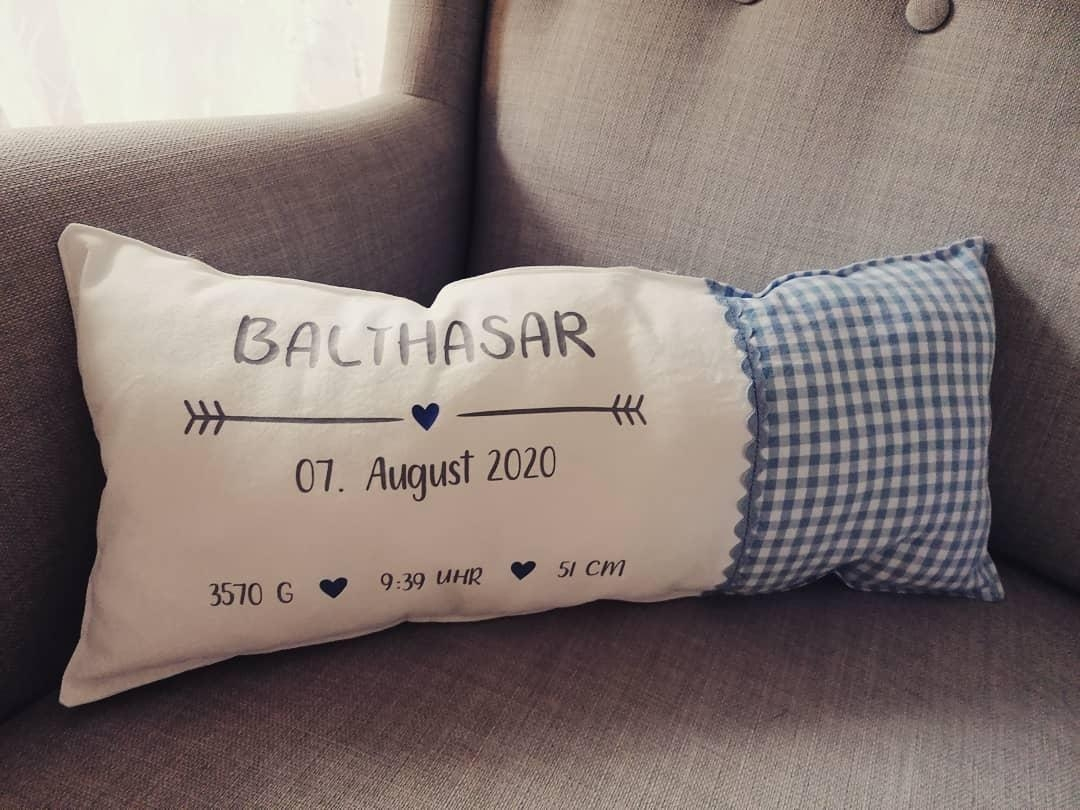 BALTHASAR
07. August 2020
3570 G 9:39 UHR 51 CM